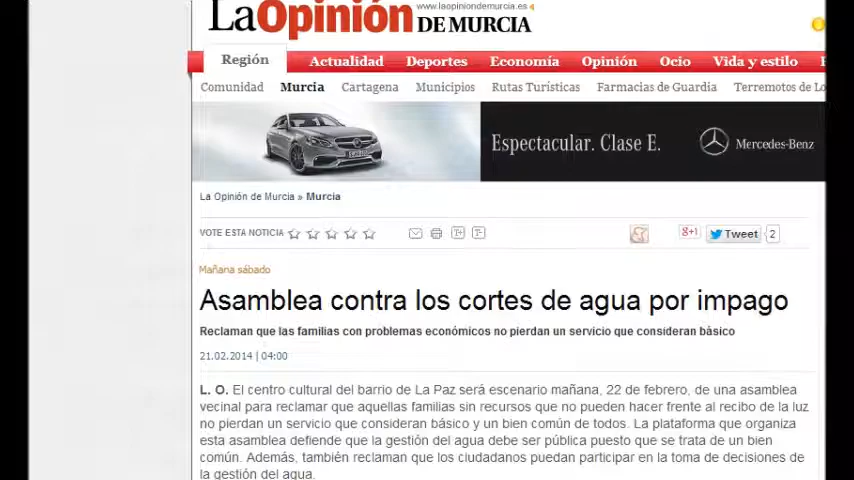 LaOpinión DE MURCIA
www.laopiniondemurcia.es
Región Actualidad Deportes Economía Opinión Ocio Vida y estilo
Comunidad Murcia Cartagena Municipios Rutas Turísticas Farmacias de Guardia Terremotos de Lo
Espectacular. Clase E. Mercedes-Benz
La Opinión de Murcia » Murcia
VOTE ESTA NOTICIA T+ T- g+1 Tweet 2
Mañana sábado
Asamblea contra los cortes de agua por impago
Reclaman que las familias con problemas económicos no pierdan un servicio que consideran básico
21.02.2014 | 04:00
L. O. El centro cultural del barrio de La Paz será escenario mañana, 22 de febrero, de una asamblea
vecinal para reclamar que aquellas familias sin recursos que no pueden hacer frente al recibo de la luz
no pierdan un servicio que consideran básico y un bien común de todos. La plataforma que organiza
esta asamblea defiende que la gestión del agua debe ser pública puesto que se trata de un bien
común. Además, también reclaman que los ciudadanos puedan participar en la toma de decisiones de
la gestión del agua.